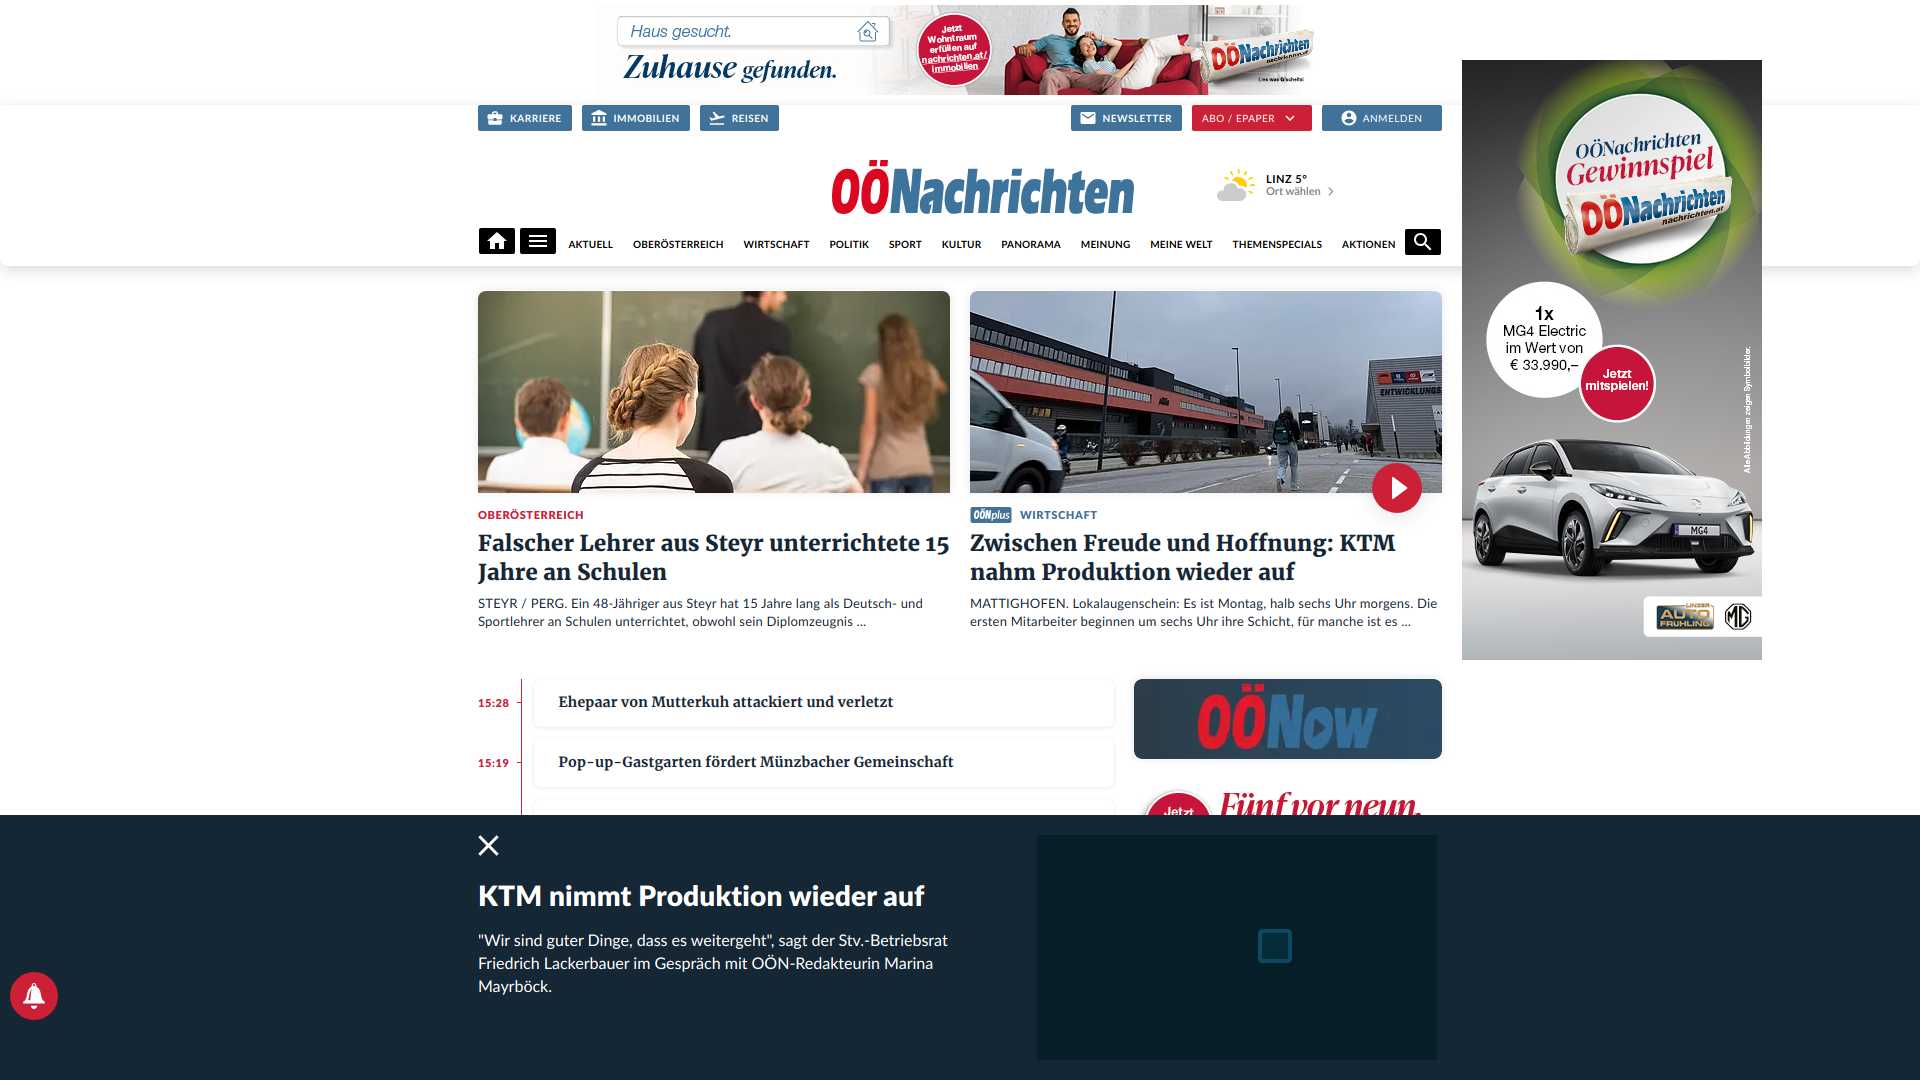 Haus gesucht.
Zuhause gefunden.
Jetzt
Wohntraum
erfüllen auf
nachrichten.at/
immobilien
OÖNachrichten
KARRIERE
IMMOBILIEN
REISEN
NEWSLETTER
ABO / EPAPER
ANMELDEN
OÖNachrichten
LINZ 5°
Ort wählen
AKTUELL
OBERÖSTERREICH
WIRTSCHAFT
POLITIK
SPORT
KULTUR
PANORAMA
MEINUNG
MEINE WELT
THEMENSPECIALS
AKTIONEN
OÖNachrichten
Gewinnspiel
OÖNachrichten
nachrichten.at
1x
MG4 Electric
im Wert von
€ 33.990,–
Jetzt
mitspielen!
Alle Abbildungen zeigen Symbolbilder.
MG4
LINZER
AUTO
FRÜHLING
MG
ENTWICKLUNGS
OBERÖSTERREICH
Falscher Lehrer aus Steyr unterrichtete 15
Jahre an Schulen
STEYR / PERG. Ein 48-Jähriger aus Steyr hat 15 Jahre lang als Deutsch- und
Sportlehrer an Schulen unterrichtet, obwohl sein Diplomzeugnis ...
OÖNplus WIRTSCHAFT
Zwischen Freude und Hoffnung: KTM
nahm Produktion wieder auf
MATTIGHOFEN. Lokalaugenschein: Es ist Montag, halb sechs Uhr morgens. Die
ersten Mitarbeiter beginnen um sechs Uhr ihre Schicht, für manche ist es ...
15:28
Ehepaar von Mutterkuh attackiert und verletzt
15:19
Pop-up-Gastgarten fördert Münzbacher Gemeinschaft
OÖNow
Jetzt
Fünf vor neun.
KTM nimmt Produktion wieder auf
"Wir sind guter Dinge, dass es weitergeht", sagt der Stv.-Betriebsrat
Friedrich Lackerbauer im Gespräch mit OÖN-Redakteurin Marina
Mayrböck.